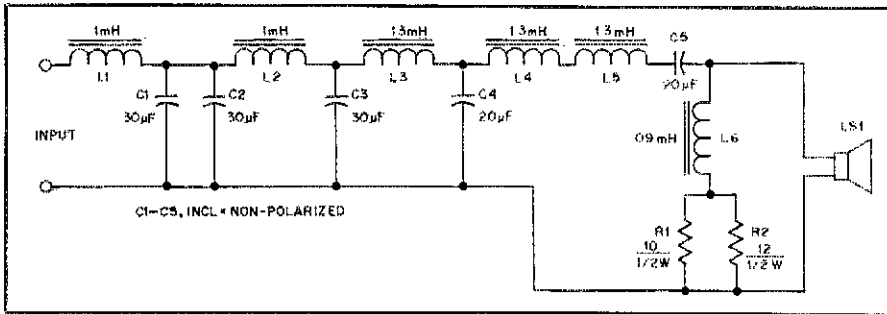 1mH
1mH
1.3mH
1.3mH
1.3mH
C5
L1
L2
L3
L4
L5
20µF
C1
30µF
C2
30µF
C3
30µF
C4
20µF
INPUT
0.9 mH
L6
LS1
C1–C5, INCL = NON-POLARIZED
R1
10
1/2W
R2
12
1/2W